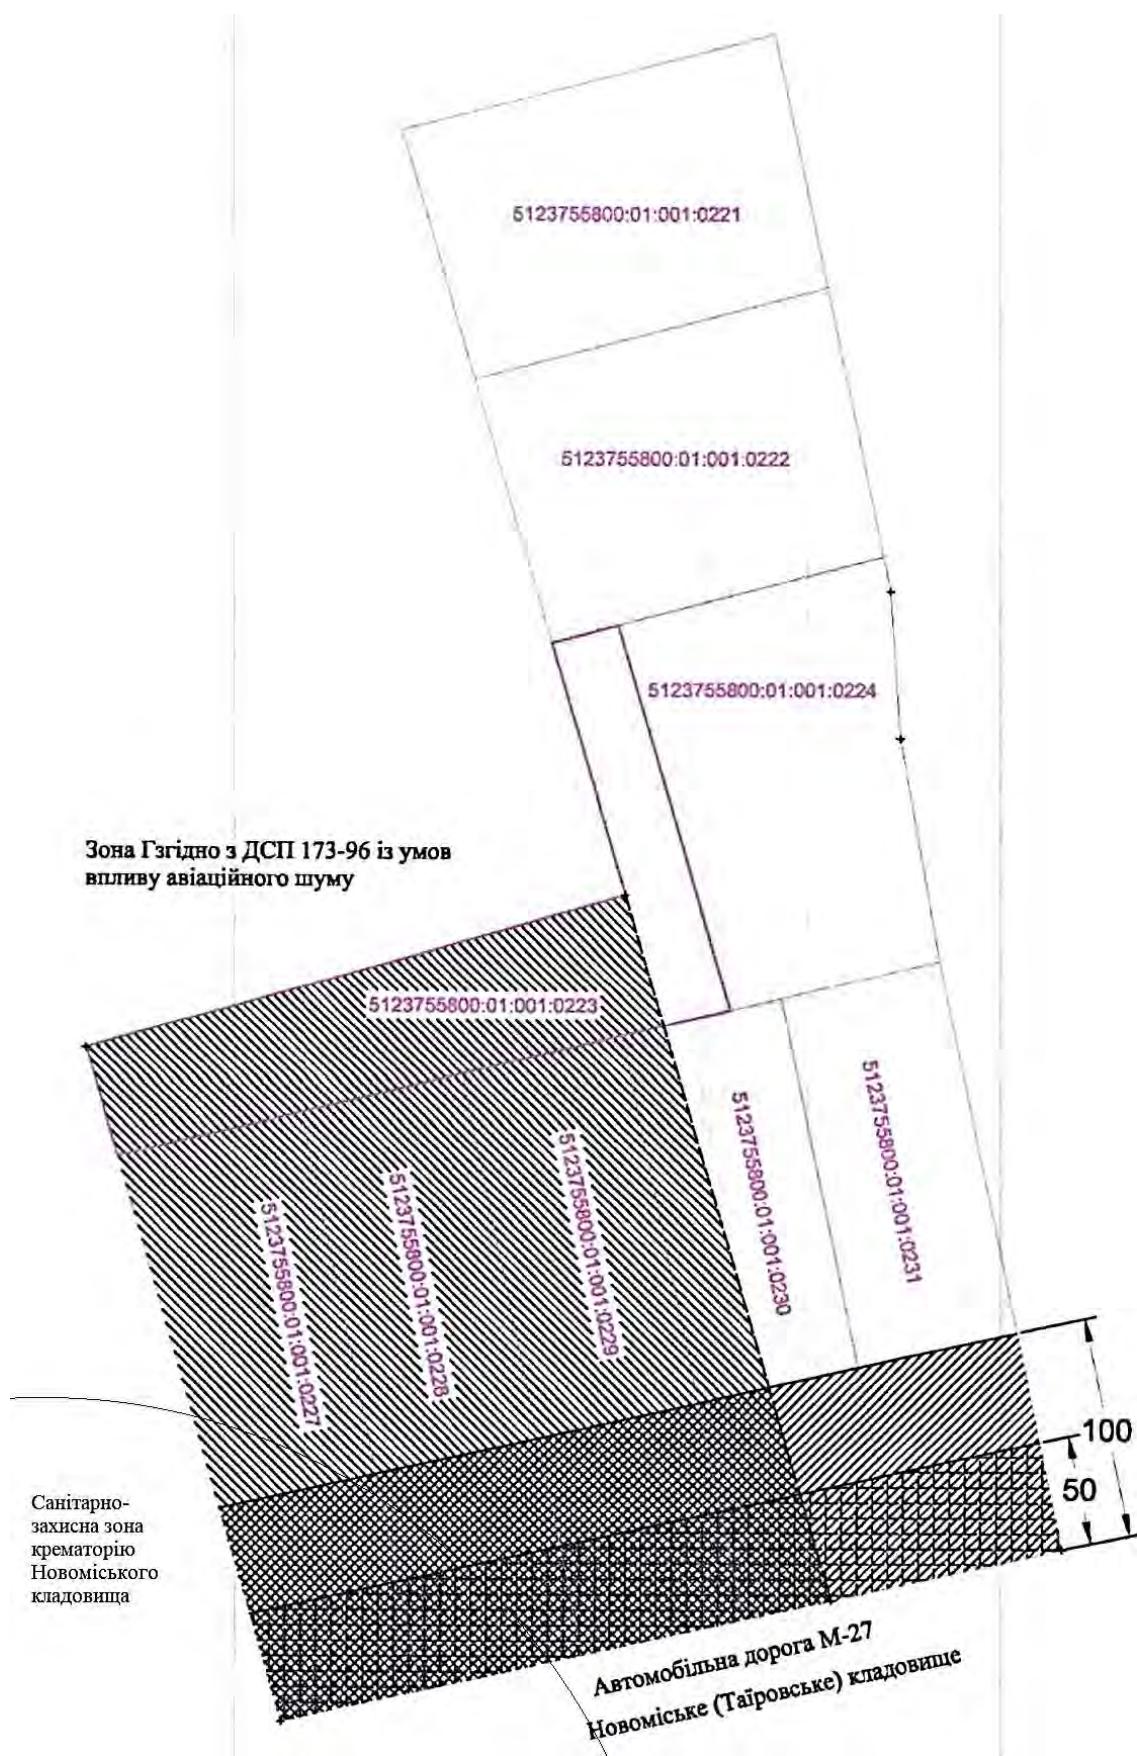 5123755800:01:001:0221
5123755800:01:001:0222
5123755800:01:001:0224
Зона Гзгідно з ДСП 173-96 із умов
впливу авіаційного шуму
5123755800:01:001:0223
5123755800:01:001:0227
5123755800:01:001:0228
5123755800:01:001:0229
5123755800:01:001:0230
5123755800:01:001:0231
100
50
Санітарно-
захисна зона
крематорію
Новоміського
кладовища
Автомобільна дорога М-27
Новоміське (Таїровське) кладовище